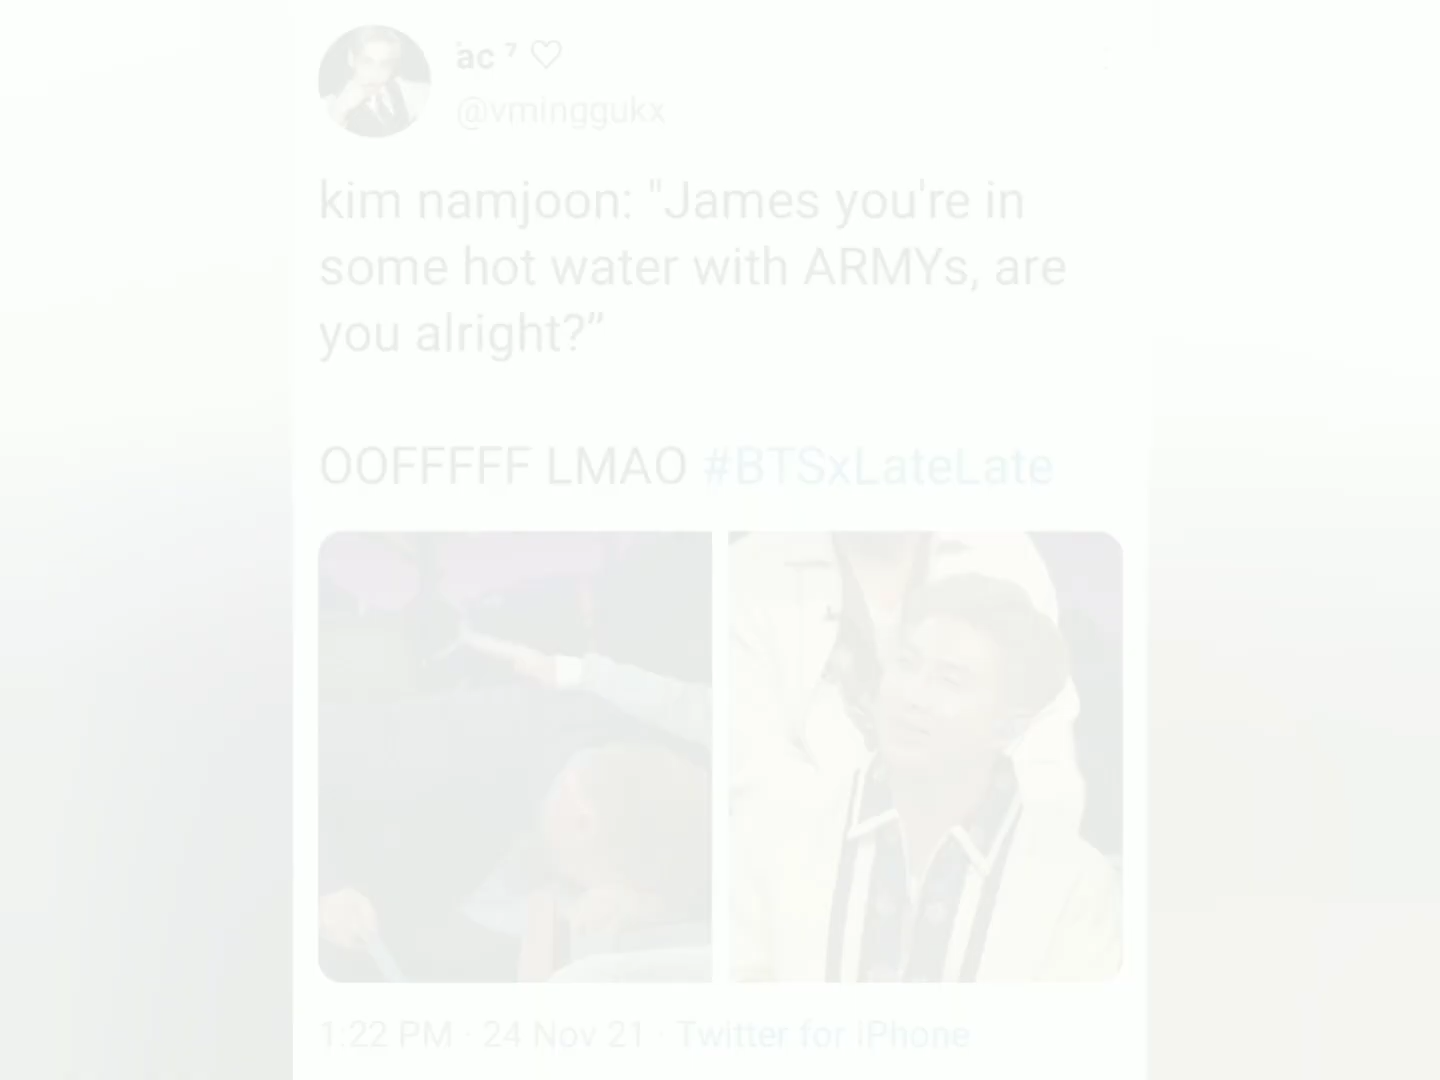 ac ⁷ ♡
@vminggukx
kim namjoon: "James you're in
some hot water with ARMYs, are
you alright?”
OOFFFFF LMAO #BTSxLateLate
1:22 PM · 24 Nov 21 · Twitter for iPhone